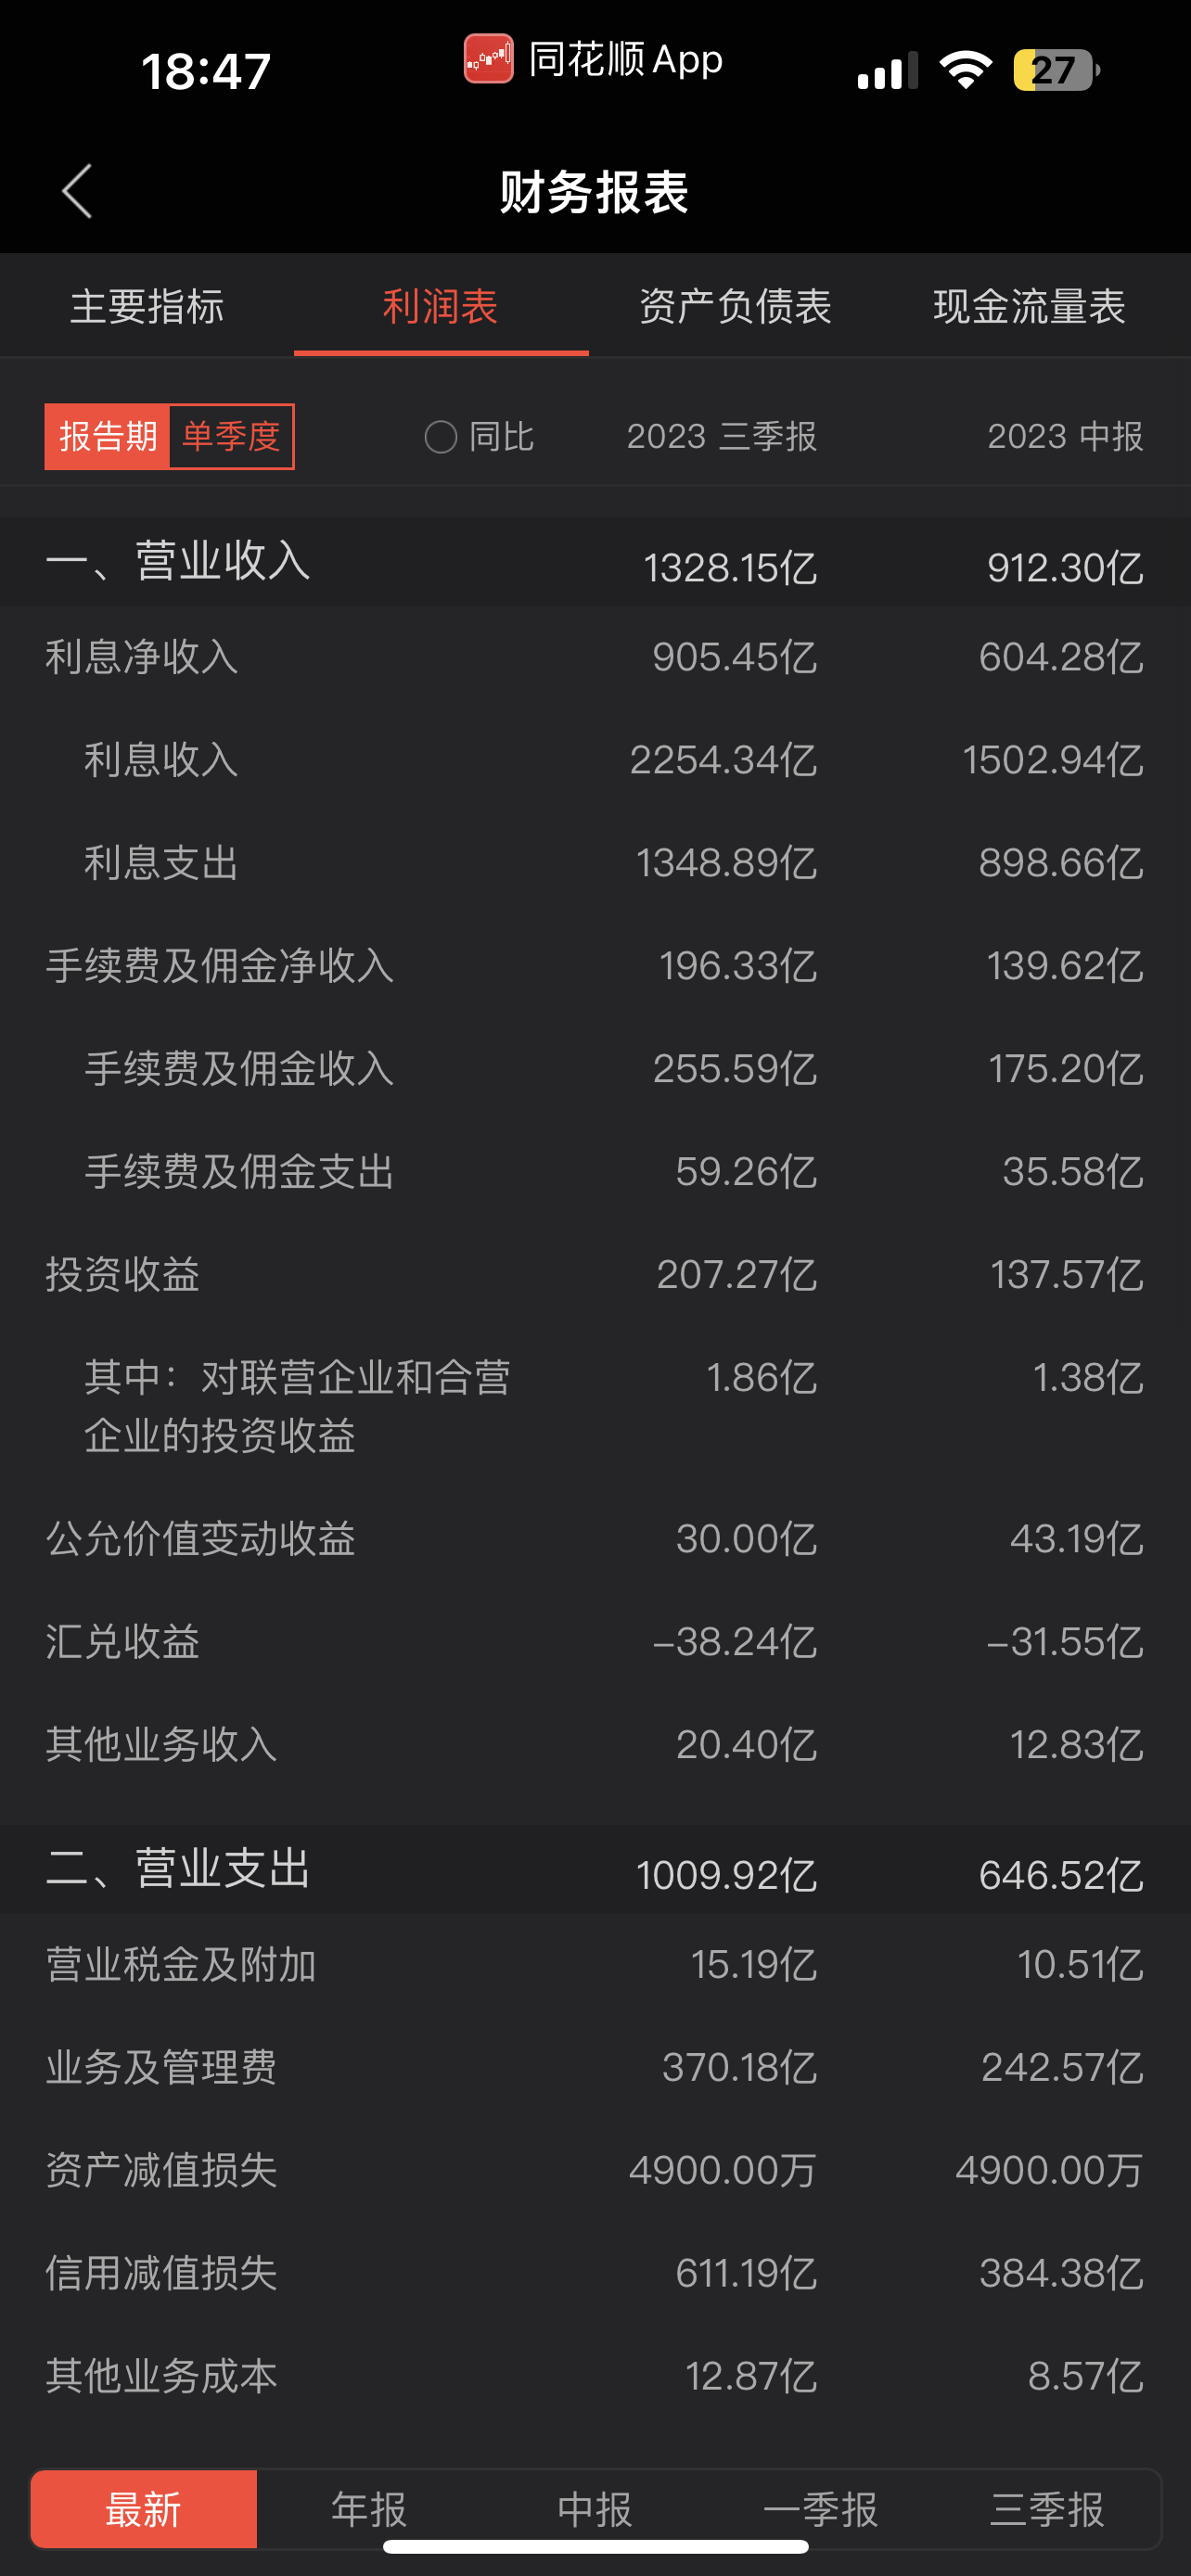 18:47
同花顺 App
27
财务报表
主要指标 利润表 资产负债表 现金流量表
报告期 单季度 同比 2023 三季报 2023 中报
一、营业收入 1328.15亿 912.30亿
利息净收入 905.45亿 604.28亿
利息收入 2254.34亿 1502.94亿
利息支出 1348.89亿 898.66亿
手续费及佣金净收入 196.33亿 139.62亿
手续费及佣金收入 255.59亿 175.20亿
手续费及佣金支出 59.26亿 35.58亿
投资收益 207.27亿 137.57亿
其中：对联营企业和合营 1.86亿 1.38亿
企业的投资收益
公允价值变动收益 30.00亿 43.19亿
汇兑收益 -38.24亿 -31.55亿
其他业务收入 20.40亿 12.83亿
二、营业支出 1009.92亿 646.52亿
营业税金及附加 15.19亿 10.51亿
业务及管理费 370.18亿 242.57亿
资产减值损失 4900.00万 4900.00万
信用减值损失 611.19亿 384.38亿
其他业务成本 12.87亿 8.57亿
最新 年报 中报 一季报 三季报